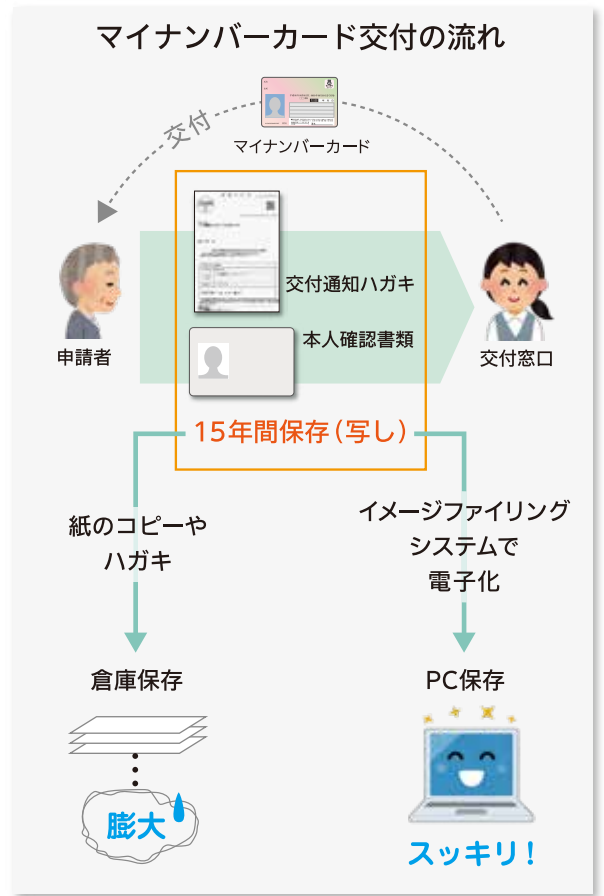 マイナンバーカード交付の流れ
交付
マイナンバーカード
交付通知ハガキ
本人確認書類
申請者
交付窓口
15年間保存（写し）
紙のコピーや
ハガキ
イメージファイリング
システムで
電子化
倉庫保存
PC保存
膨大
スッキリ！